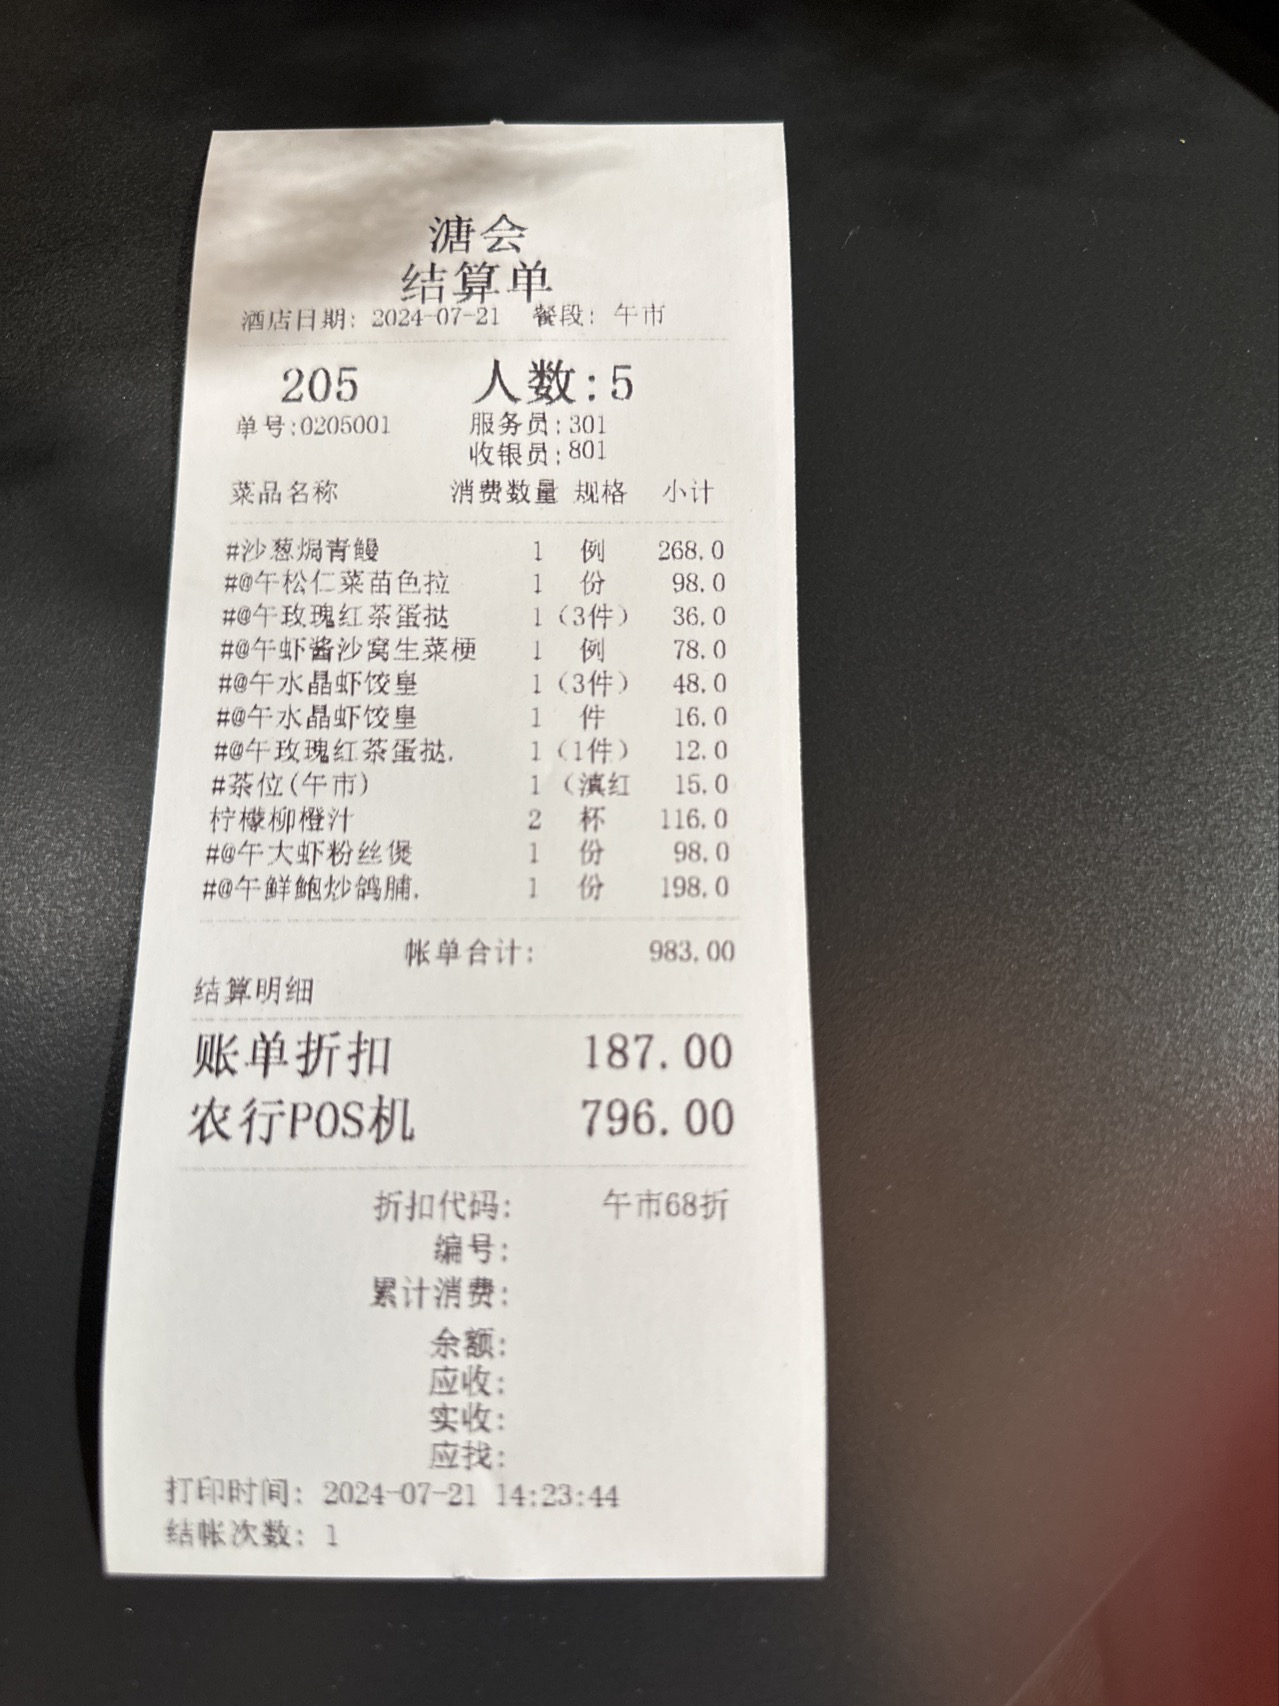 溏会
结算单
酒店日期: 2024-07-21 餐段: 午市
205 人数:5
单号:0205001 服务员:301
收银员:801
菜品名称 消费数量 规格 小计
#沙葱焗青鳗 1 例 268.0
#@午松仁菜苗色拉 1 份 98.0
#@午玫瑰红茶蛋挞 1 (3件) 36.0
#@午虾酱沙窝生菜梗 1 例 78.0
#@午水晶虾饺皇 1 (3件) 48.0
#@午水晶虾饺皇 1 件 16.0
#@午玫瑰红茶蛋挞. 1 (1件) 12.0
#茶位(午市) 1 (滇红 15.0
柠檬柳橙汁 2 杯 116.0
#@午大虾粉丝煲 1 份 98.0
#@午鲜鲍炒鸽脯. 1 份 198.0
帐单合计: 983.00
结算明细
账单折扣 187.00
农行POS机 796.00
折扣代码: 午市68折
编号:
累计消费:
余额:
应收:
实收:
应找:
打印时间: 2024-07-21 14:23:44
结帐次数: 1